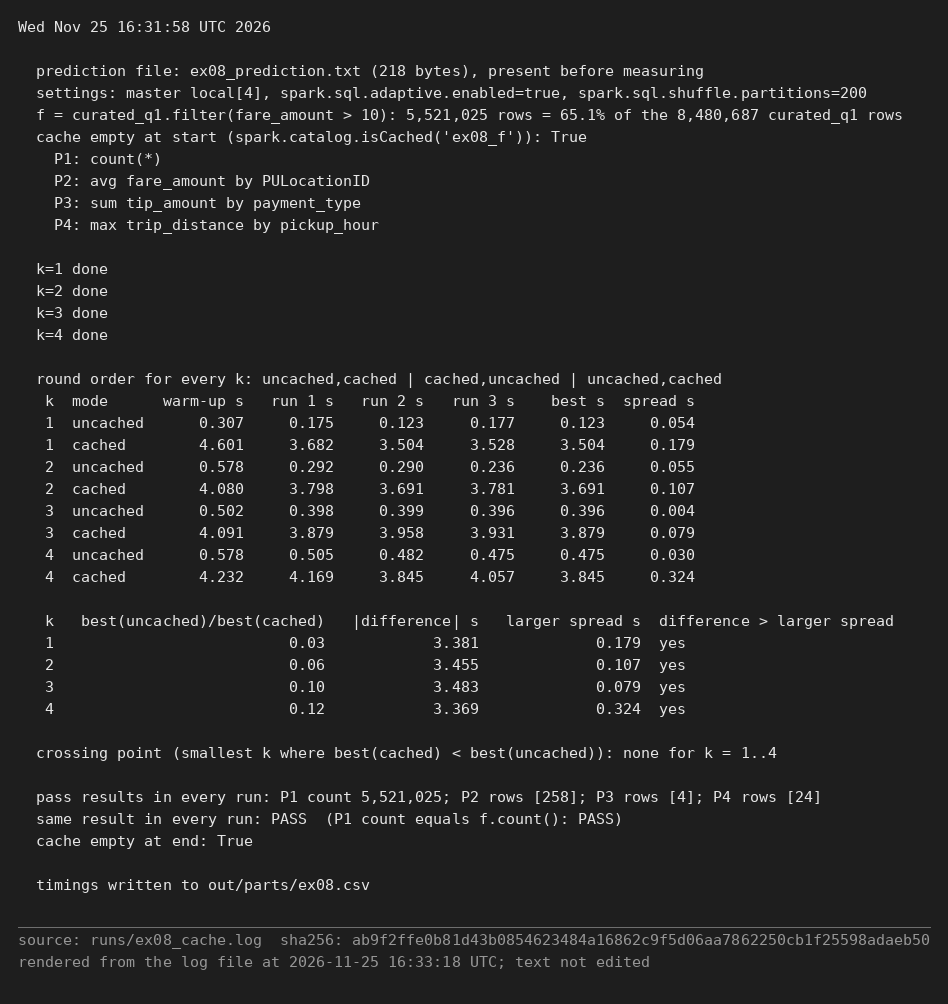 Wed Nov 25 16:31:58 UTC 2026
prediction file: ex08_prediction.txt (218 bytes), present before measuring
settings: master local[4], spark.sql.adaptive.enabled=true, spark.sql.shuffle.partitions=200
f = curated_q1.filter(fare_amount > 10): 5,521,025 rows = 65.1% of the 8,480,687 curated_q1 rows
cache empty at start (spark.catalog.isCached('ex08_f')): True
P1: count(*)
P2: avg fare_amount by PULocationID
P3: sum tip_amount by payment_type
P4: max trip_distance by pickup_hour
k=1 done
k=2 done
k=3 done
k=4 done
round order for every k: uncached,cached | cached,uncached | uncached,cached
k  mode      warm-up s   run 1 s   run 2 s   run 3 s    best s  spread s
1  uncached      0.307     0.175     0.123     0.177     0.123     0.054
1  cached        4.601     3.682     3.504     3.528     3.504     0.179
2  uncached      0.578     0.292     0.290     0.236     0.236     0.055
2  cached        4.080     3.798     3.691     3.781     3.691     0.107
3  uncached      0.502     0.398     0.399     0.396     0.396     0.004
3  cached        4.091     3.879     3.958     3.931     3.879     0.079
4  uncached      0.578     0.505     0.482     0.475     0.475     0.030
4  cached        4.232     4.169     3.845     4.057     3.845     0.324
k   best(uncached)/best(cached)   |difference| s   larger spread s  difference > larger spread
1                          0.03            3.381             0.179  yes
2                          0.06            3.455             0.107  yes
3                          0.10            3.483             0.079  yes
4                          0.12            3.369             0.324  yes
crossing point (smallest k where best(cached) < best(uncached)): none for k = 1..4
pass results in every run: P1 count 5,521,025; P2 rows [258]; P3 rows [4]; P4 rows [24]
same result in every run: PASS  (P1 count equals f.count(): PASS)
cache empty at end: True
timings written to out/parts/ex08.csv
source: runs/ex08_cache.log  sha256: ab9f2ffe0b81d43b0854623484a16862c9f5d06aa7862250cb1f25598adaeb50
rendered from the log file at 2026-11-25 16:33:18 UTC; text not edited